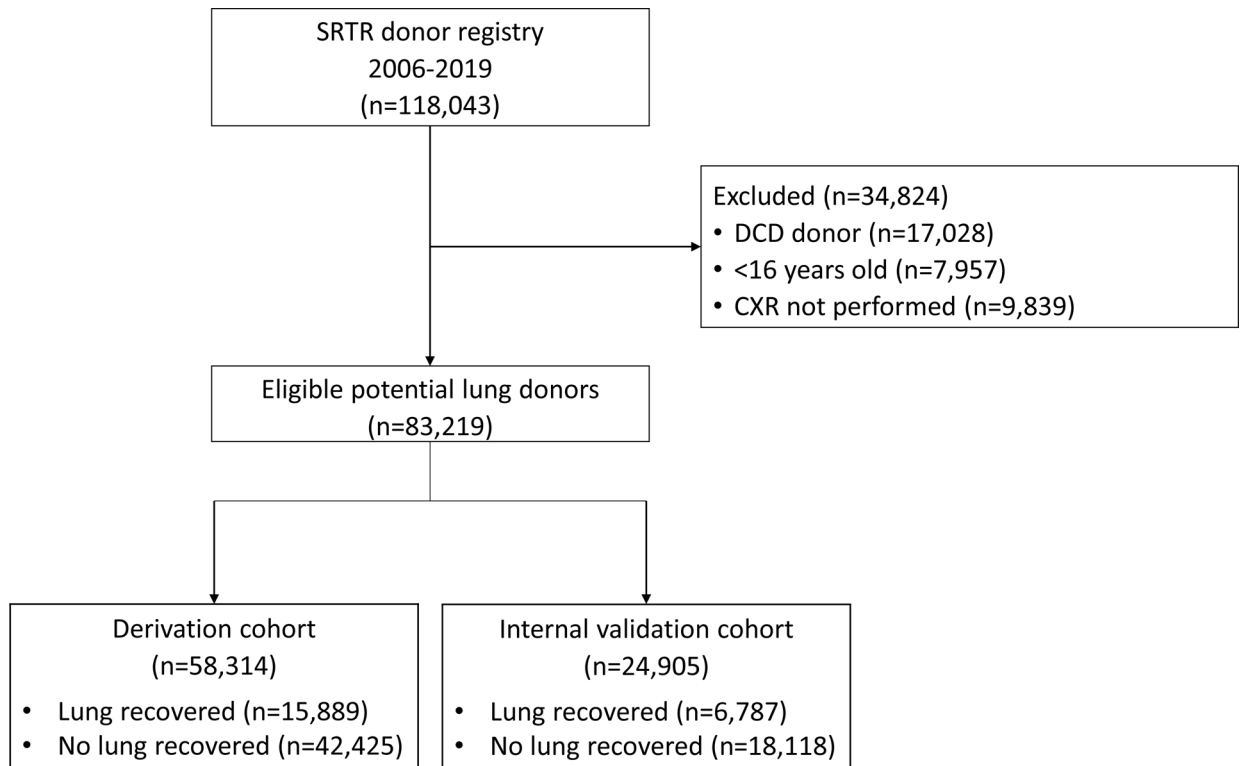 SRTR donor registry
2006-2019
(n=118,043)
Excluded (n=34,824)
• DCD donor (n=17,028)
• <16 years old (n=7,957)
• CXR not performed (n=9,839)
Eligible potential lung donors
(n=83,219)
Derivation cohort
(n=58,314)
• Lung recovered (n=15,889)
• No lung recovered (n=42,425)
Internal validation cohort
(n=24,905)
• Lung recovered (n=6,787)
• No lung recovered (n=18,118)